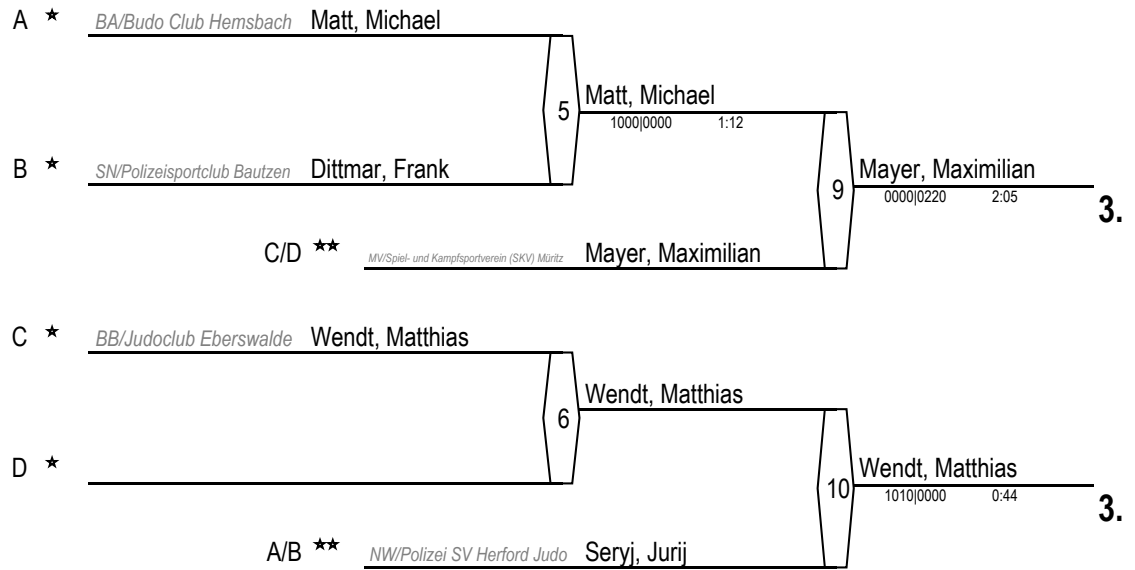 A ★ BA/Budo Club Hemsbach Matt, Michael
5 Matt, Michael
1000|0000 1:12
B ★ SN/Polizeisportclub Bautzen Dittmar, Frank
9 Mayer, Maximilian
0000|0220 2:05
3.
C/D ★★ MV/Spiel- und Kampfsportverein (SKV) Müritz Mayer, Maximilian
C ★ BB/Judoclub Eberswalde Wendt, Matthias
6 Wendt, Matthias
D ★
10 Wendt, Matthias
1010|0000 0:44
3.
A/B ★★ NW/Polizei SV Herford Judo Seryj, Jurij